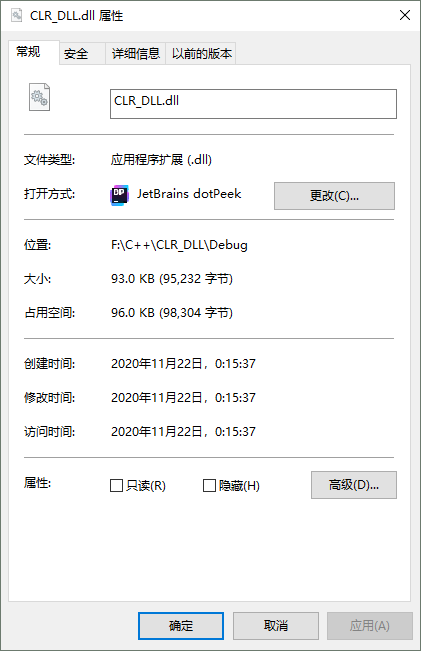 CLR_DLL.dll 属性
常规 安全 详细信息 以前的版本
CLR_DLL.dll
文件类型: 应用程序扩展 (.dll)
打开方式: DP JetBrains dotPeek 更改(C)...
位置: F:\C++\CLR_DLL\Debug
大小: 93.0 KB (95,232 字节)
占用空间: 96.0 KB (98,304 字节)
创建时间: 2020年11月22日，0:15:37
修改时间: 2020年11月22日，0:15:37
访问时间: 2020年11月22日，0:15:37
属性: 只读(R) 隐藏(H) 高级(D)...
确定 取消 应用(A)